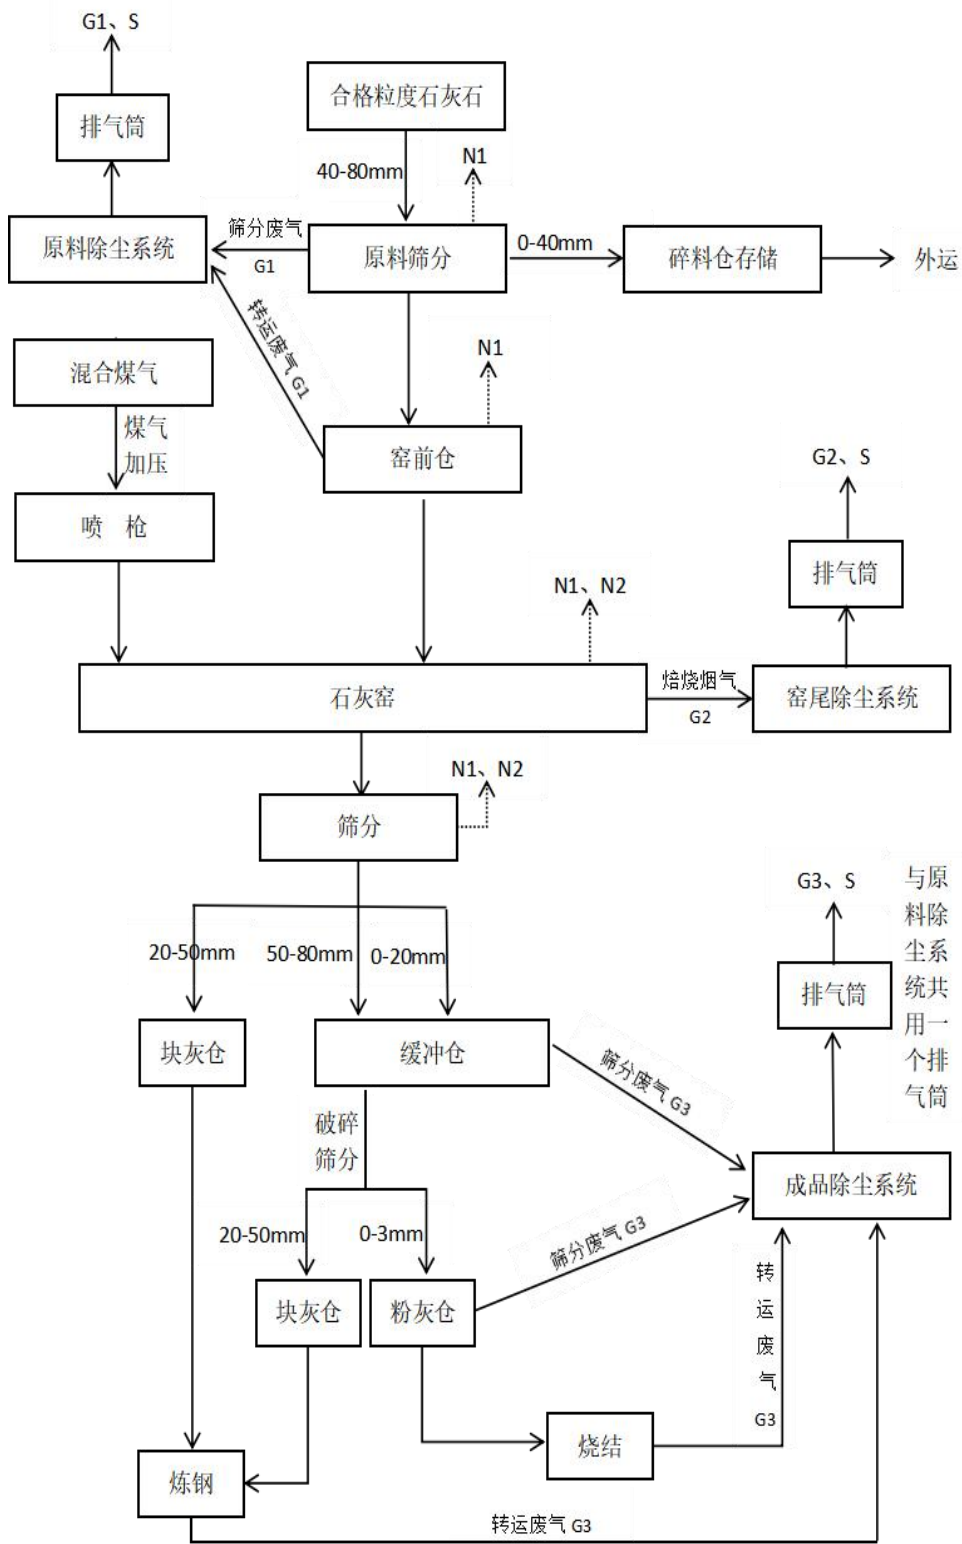 G1、S
排气筒
合格粒度石灰石
40-80mm
N1
原料除尘系统
筛分废气
G1
原料筛分
0-40mm
碎料仓存储
外运
转运废气 G1
混合煤气
煤气
加压
N1
窑前仓
喷 枪
G2、S
排气筒
N1、N2
石灰窑
焙烧烟气
G2
窑尾除尘系统
N1、N2
筛分
20-50mm
50-80mm
0-20mm
G3、S
与原
料除
尘系
统共
用一
个排
气筒
排气筒
块灰仓
缓冲仓
筛分废气 G3
破碎
筛分
成品除尘系统
20-50mm
0-3mm
筛分废气 G3
块灰仓
粉灰仓
转
运
废
气
G3
烧结
炼钢
转运废气 G3